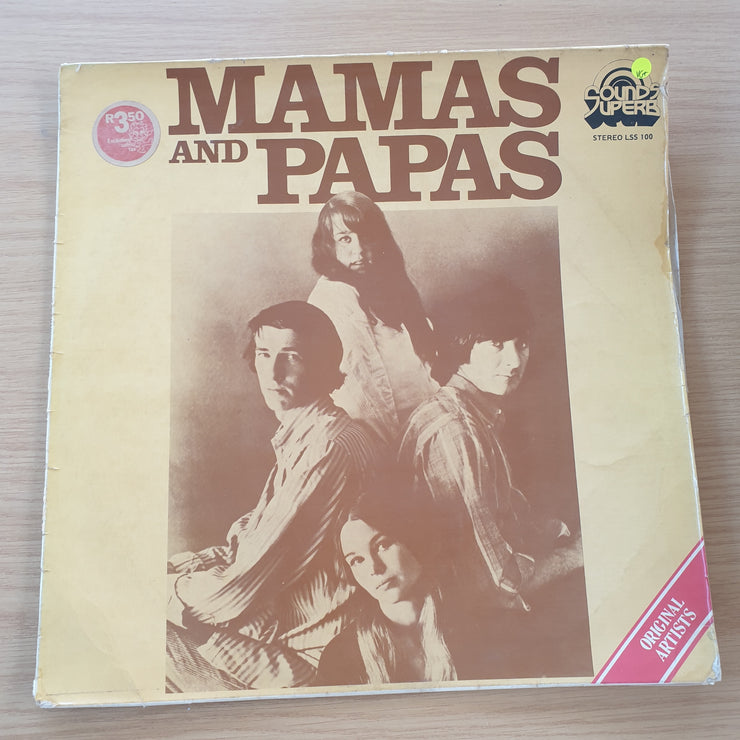 MAMAS
AND PAPAS
R3.50
SOUNDS
SUPERB
STEREO LSS 100
ORIGINAL
ARTISTS